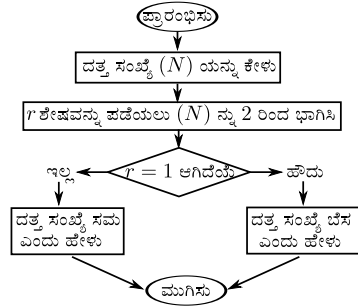 ಪ್ರಾರಂಭಿಸು
ದತ್ತ ಸಂಖ್ಯೆ (N) ಯನ್ನು ಕೇಳು
r ಶೇಷವನ್ನು ಪಡೆಯಲು (N) ನ್ನು 2 ರಿಂದ ಭಾಗಿಸಿ
ಇಲ್ಲ r = 1 ಆಗಿದೆಯೆ ಹೌದು
ದತ್ತ ಸಂಖ್ಯೆ ಸಮ
ಎಂದು ಹೇಳು
ದತ್ತ ಸಂಖ್ಯೆ ಬೆಸ
ಎಂದು ಹೇಳು
ಮುಗಿಸು